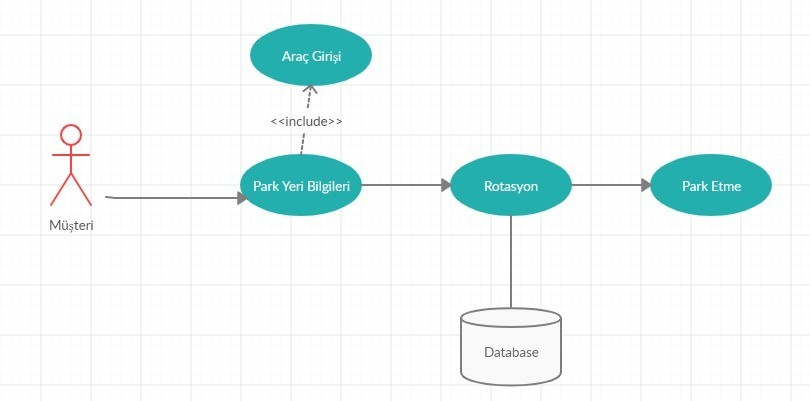 Araç Girişi
<<include>>
Park Yeri Bilgileri
Rotasyon
Park Etme
Müşteri
Database